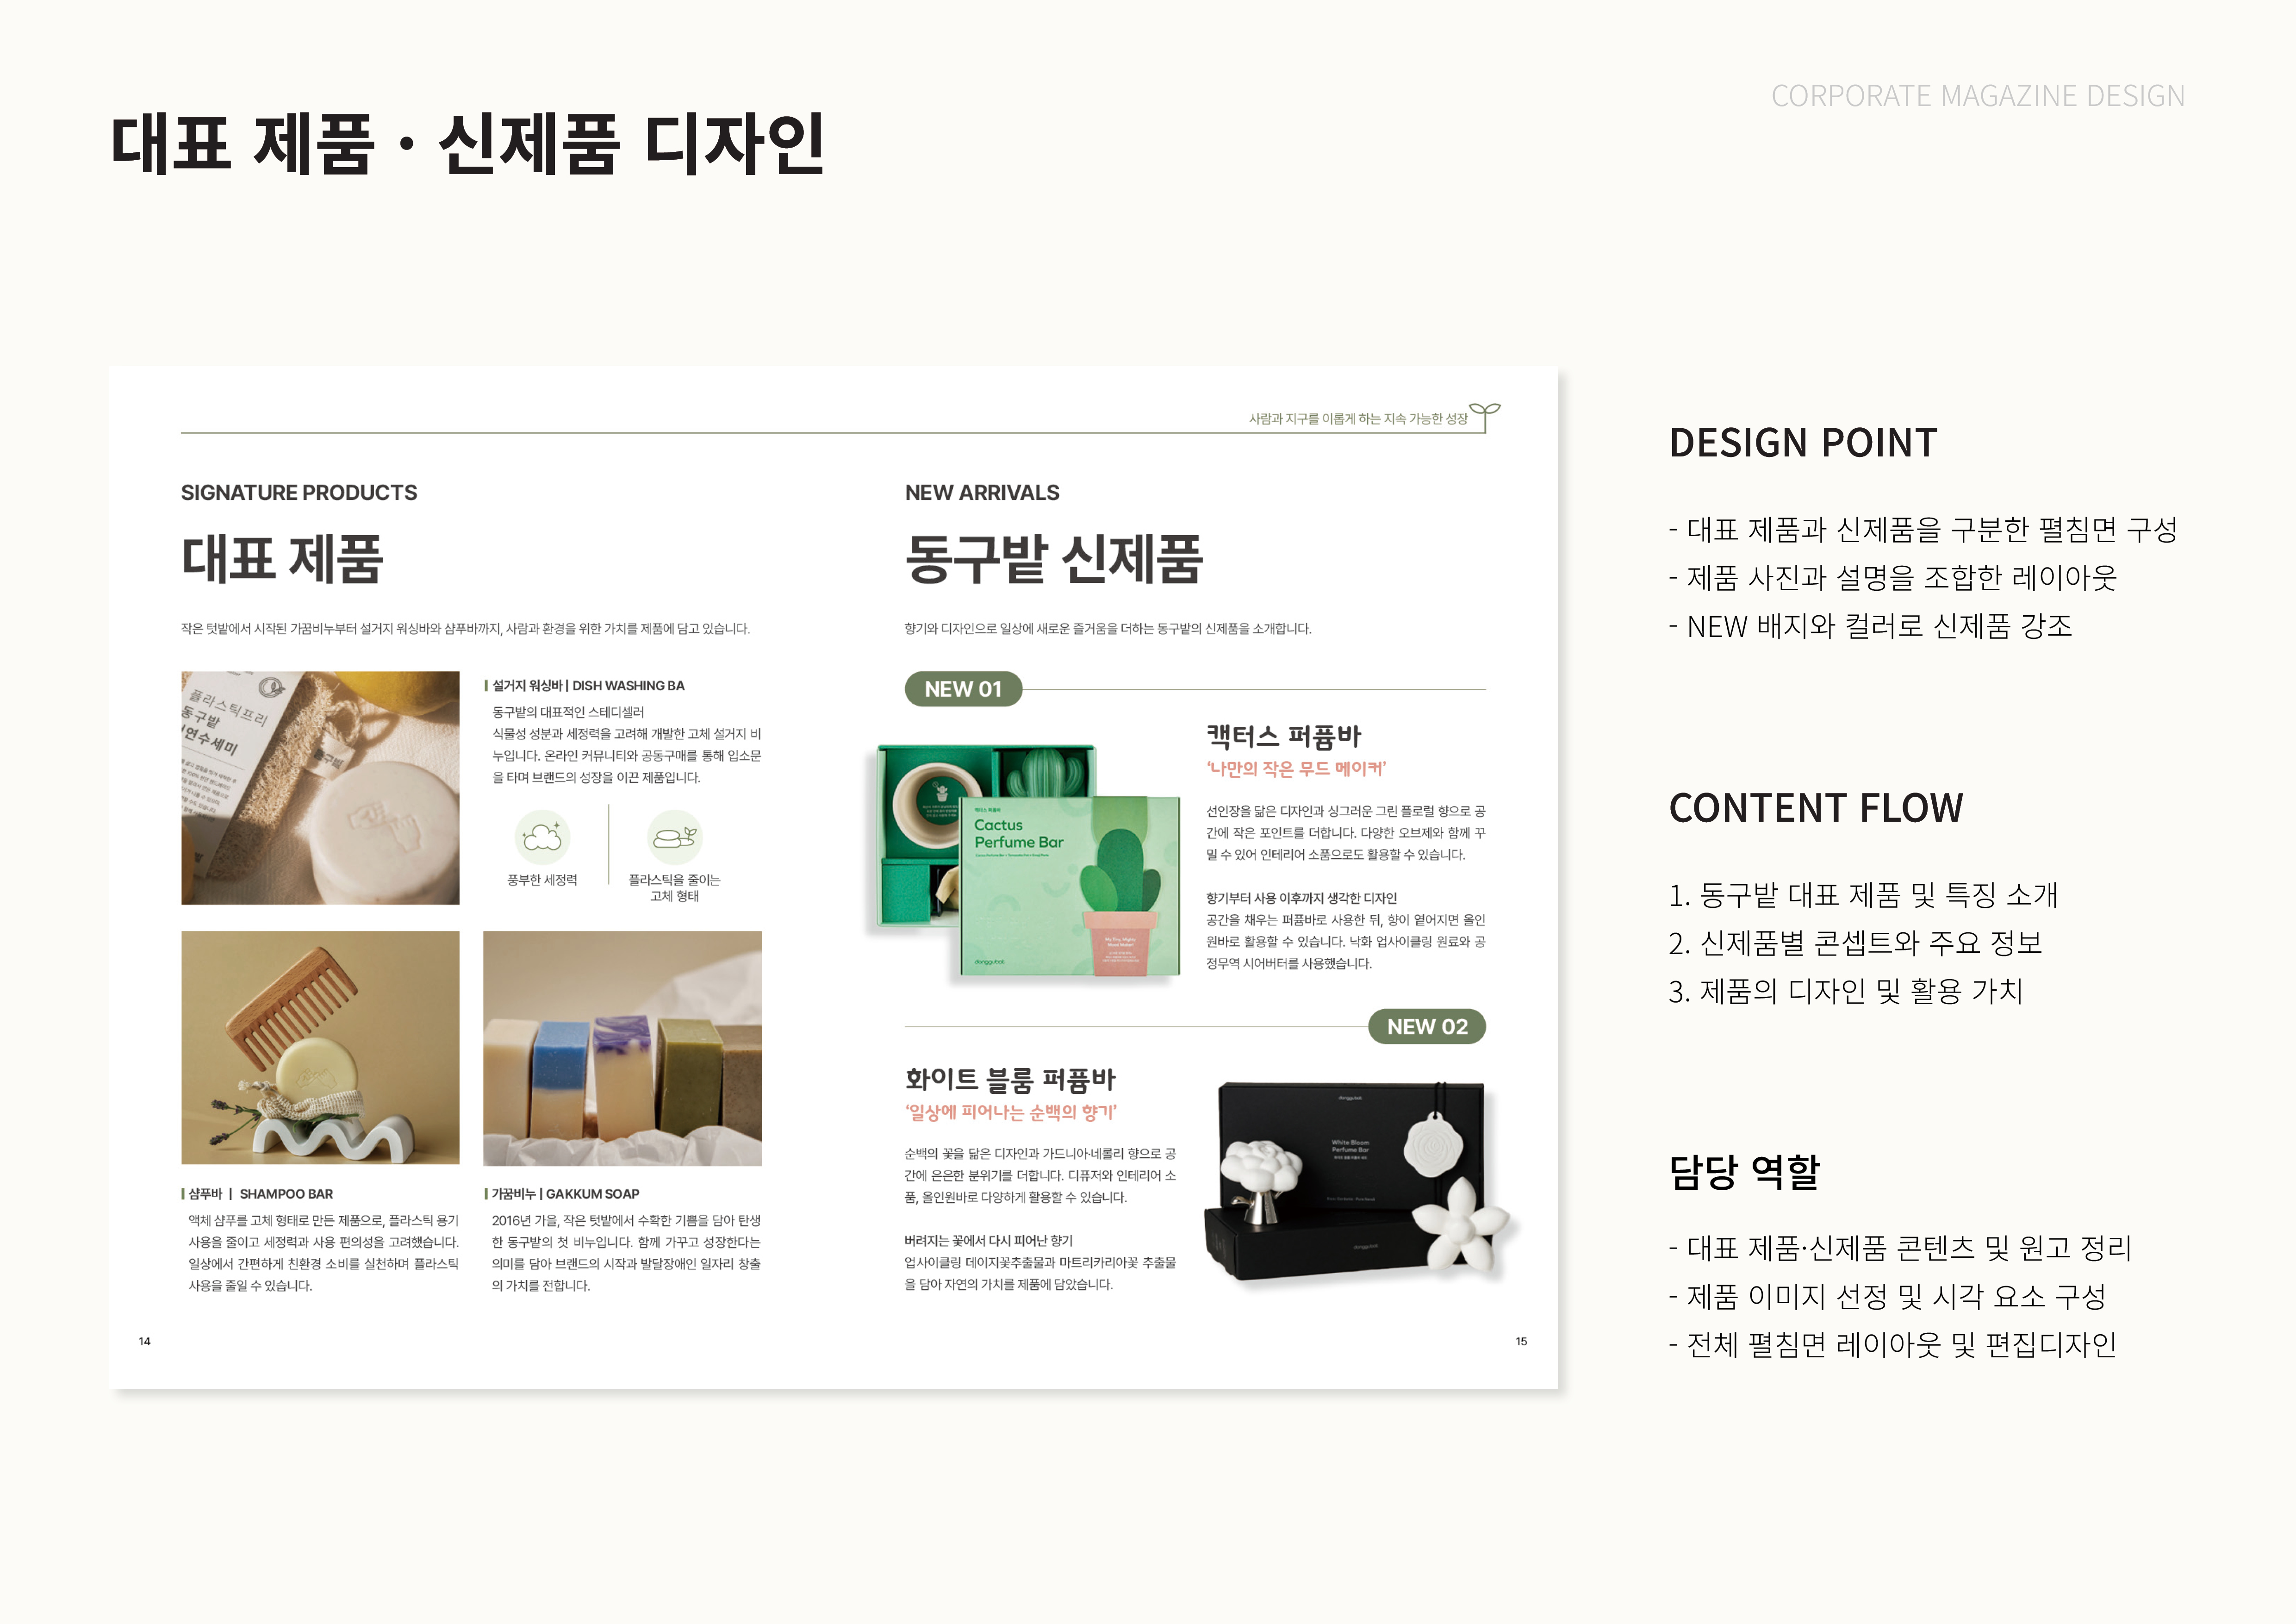 CORPORATE MAGAZINE DESIGN
대표 제품 · 신제품 디자인
사람과 지구를 이롭게 하는 지속 가능한 성장
SIGNATURE PRODUCTS
대표 제품
작은 텃밭에서 시작된 가꿈비누부터 설거지 워싱바와 샴푸바까지, 사람과 환경을 위한 가치를 제품에 담고 있습니다.
플라스틱프리
동구밭
연수세미
동구밭
설거지 워싱바 | DISH WASHING BA
동구밭의 대표적인 스테디셀러
식물성 성분과 세정력을 고려해 개발한 고체 설거지 비
누입니다. 온라인 커뮤니티와 공동구매를 통해 입소문
을 타며 브랜드의 성장을 이끈 제품입니다.
풍부한 세정력
플라스틱을 줄이는
고체 형태
샴푸바 | SHAMPOO BAR
액체 샴푸를 고체 형태로 만든 제품으로, 플라스틱 용기
사용을 줄이고 세정력과 사용 편의성을 고려했습니다.
일상에서 간편하게 친환경 소비를 실천하며 플라스틱
사용을 줄일 수 있습니다.
가꿈비누 | GAKKUM SOAP
2016년 가을, 작은 텃밭에서 수확한 기쁨을 담아 탄생
한 동구밭의 첫 비누입니다. 함께 가꾸고 성장한다는
의미를 담아 브랜드의 시작과 발달장애인 일자리 창출
의 가치를 전합니다.
14
NEW ARRIVALS
동구밭 신제품
향기와 디자인으로 일상에 새로운 즐거움을 더하는 동구밭의 신제품을 소개합니다.
NEW 01
캑터스 퍼퓸바
Cactus
Perfume Bar
donggubat
캑터스 퍼퓸바
‘나만의 작은 무드 메이커’
선인장을 닮은 디자인과 싱그러운 그린 플로럴 향으로 공
간에 작은 포인트를 더합니다. 다양한 오브제와 함께 꾸
밀 수 있어 인테리어 소품으로도 활용할 수 있습니다.
향기부터 사용 이후까지 생각한 디자인
공간을 채우는 퍼퓸바로 사용한 뒤, 향이 옅어지면 올인
원바로 활용할 수 있습니다. 낙화 업사이클링 원료와 공
정무역 시어버터를 사용했습니다.
NEW 02
화이트 블룸 퍼퓸바
‘일상에 피어나는 순백의 향기’
순백의 꽃을 닮은 디자인과 가드니아·네롤리 향으로 공
간에 은은한 분위기를 더합니다. 디퓨저와 인테리어 소
품, 올인원바로 다양하게 활용할 수 있습니다.
버려지는 꽃에서 다시 피어난 향기
업사이클링 데이지꽃추출물과 마트리카리아꽃 추출물
을 담아 자연의 가치를 제품에 담았습니다.
donggubat
White Bloom
Perfume Bar
donggubat
15
DESIGN POINT
- 대표 제품과 신제품을 구분한 펼침면 구성
- 제품 사진과 설명을 조합한 레이아웃
- NEW 배지와 컬러로 신제품 강조
CONTENT FLOW
1. 동구밭 대표 제품 및 특징 소개
2. 신제품별 콘셉트와 주요 정보
3. 제품의 디자인 및 활용 가치
담당 역할
- 대표 제품·신제품 콘텐츠 및 원고 정리
- 제품 이미지 선정 및 시각 요소 구성
- 전체 펼침면 레이아웃 및 편집디자인